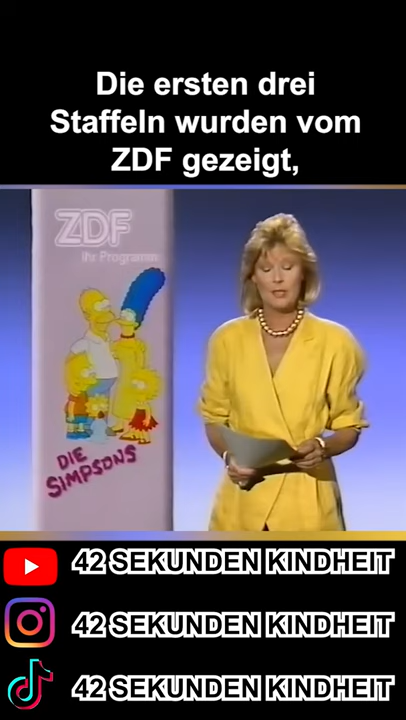 Die ersten drei
Staffeln wurden vom
ZDF gezeigt,
ZDF
Ihr Programm
DIE
SIMPSONS
42 SEKUNDEN KINDHEIT
42 SEKUNDEN KINDHEIT
42 SEKUNDEN KINDHEIT